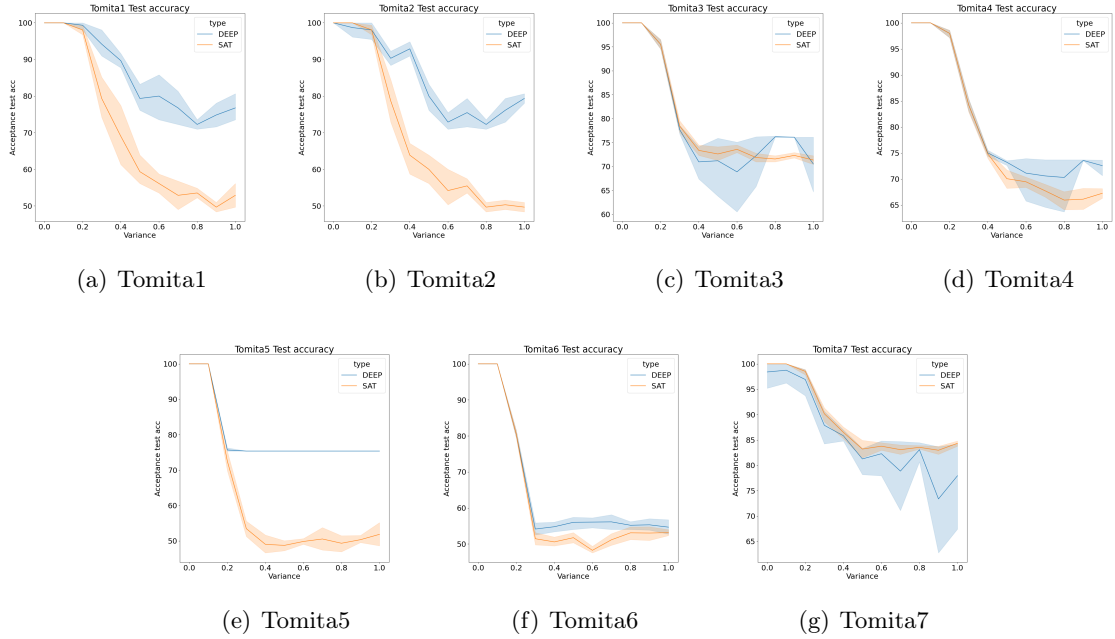 Tomita1 Test accuracy
type
DEEP
SAT
100
90
80
70
60
50
Acceptance test acc
0.0 0.2 0.4 0.6 0.8 1.0
Variance
(a) Tomita1
Tomita2 Test accuracy
type
DEEP
SAT
100
90
80
70
60
50
Acceptance test acc
0.0 0.2 0.4 0.6 0.8 1.0
Variance
(b) Tomita2
Tomita3 Test accuracy
type
DEEP
SAT
100
95
90
85
80
75
70
65
60
Acceptance test acc
0.0 0.2 0.4 0.6 0.8 1.0
Variance
(c) Tomita3
Tomita4 Test accuracy
type
DEEP
SAT
100
95
90
85
80
75
70
65
Acceptance test acc
0.0 0.2 0.4 0.6 0.8 1.0
Variance
(d) Tomita4
Tomita5 Test accuracy
type
DEEP
SAT
100
90
80
70
60
50
Acceptance test acc
0.0 0.2 0.4 0.6 0.8 1.0
Variance
(e) Tomita5
Tomita6 Test accuracy
type
DEEP
SAT
100
90
80
70
60
50
Acceptance test acc
0.0 0.2 0.4 0.6 0.8 1.0
Variance
(f) Tomita6
Tomita7 Test accuracy
type
DEEP
SAT
100
95
90
85
80
75
70
65
Acceptance test acc
0.0 0.2 0.4 0.6 0.8 1.0
Variance
(g) Tomita7